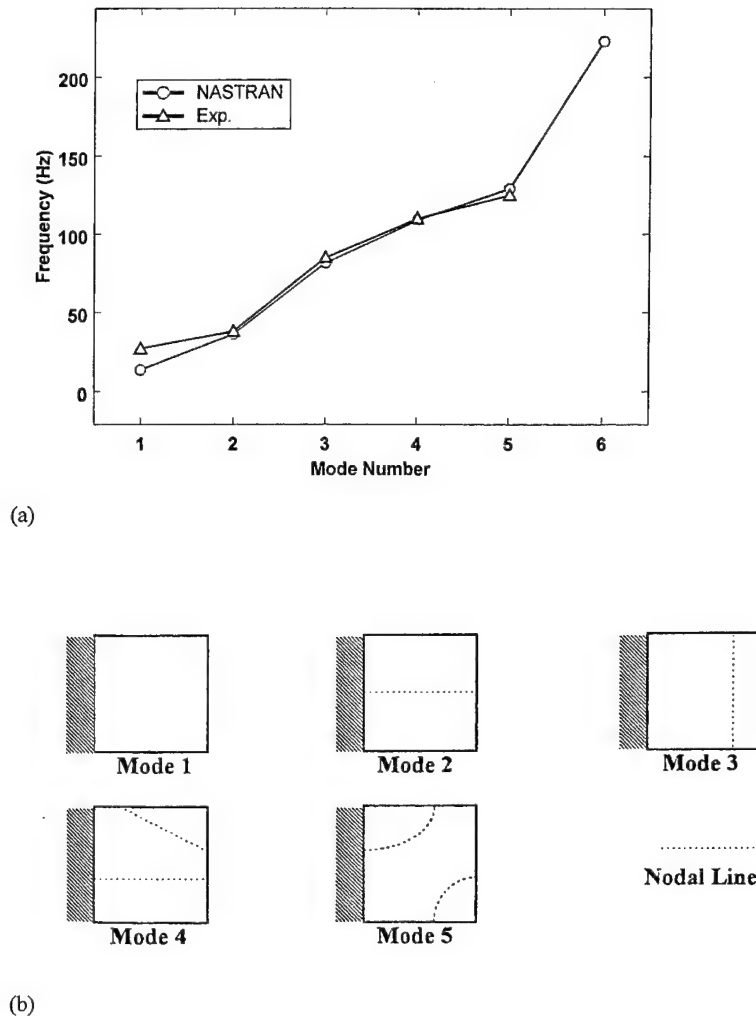 200
150
100
50
0
Frequency (Hz)
NASTRAN
Exp.
1 2 3 4 5 6
Mode Number
(a)
Mode 1 Mode 2 Mode 3
Mode 4 Mode 5 Nodal Line
(b)